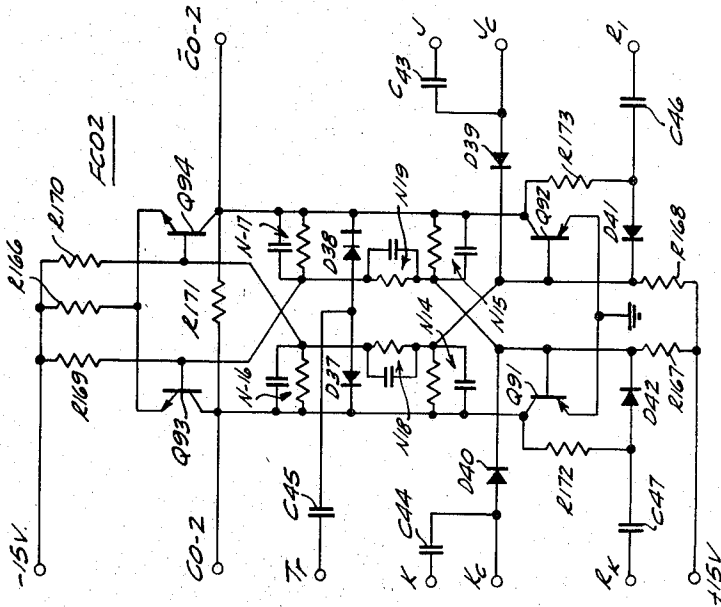 FC02
-15V.
CO-2
C̄O-2
R169
R166
R170
Q93
Q94
R171
N-16
N-17
D37
D38
N19
N18
N14
N15
C45
Tr
C44
K
KC
D40
C43
J
JC
D39
Q91
Q92
R172
R173
D42
D41
R167
R168
C47
RK
C46
R1
+15V